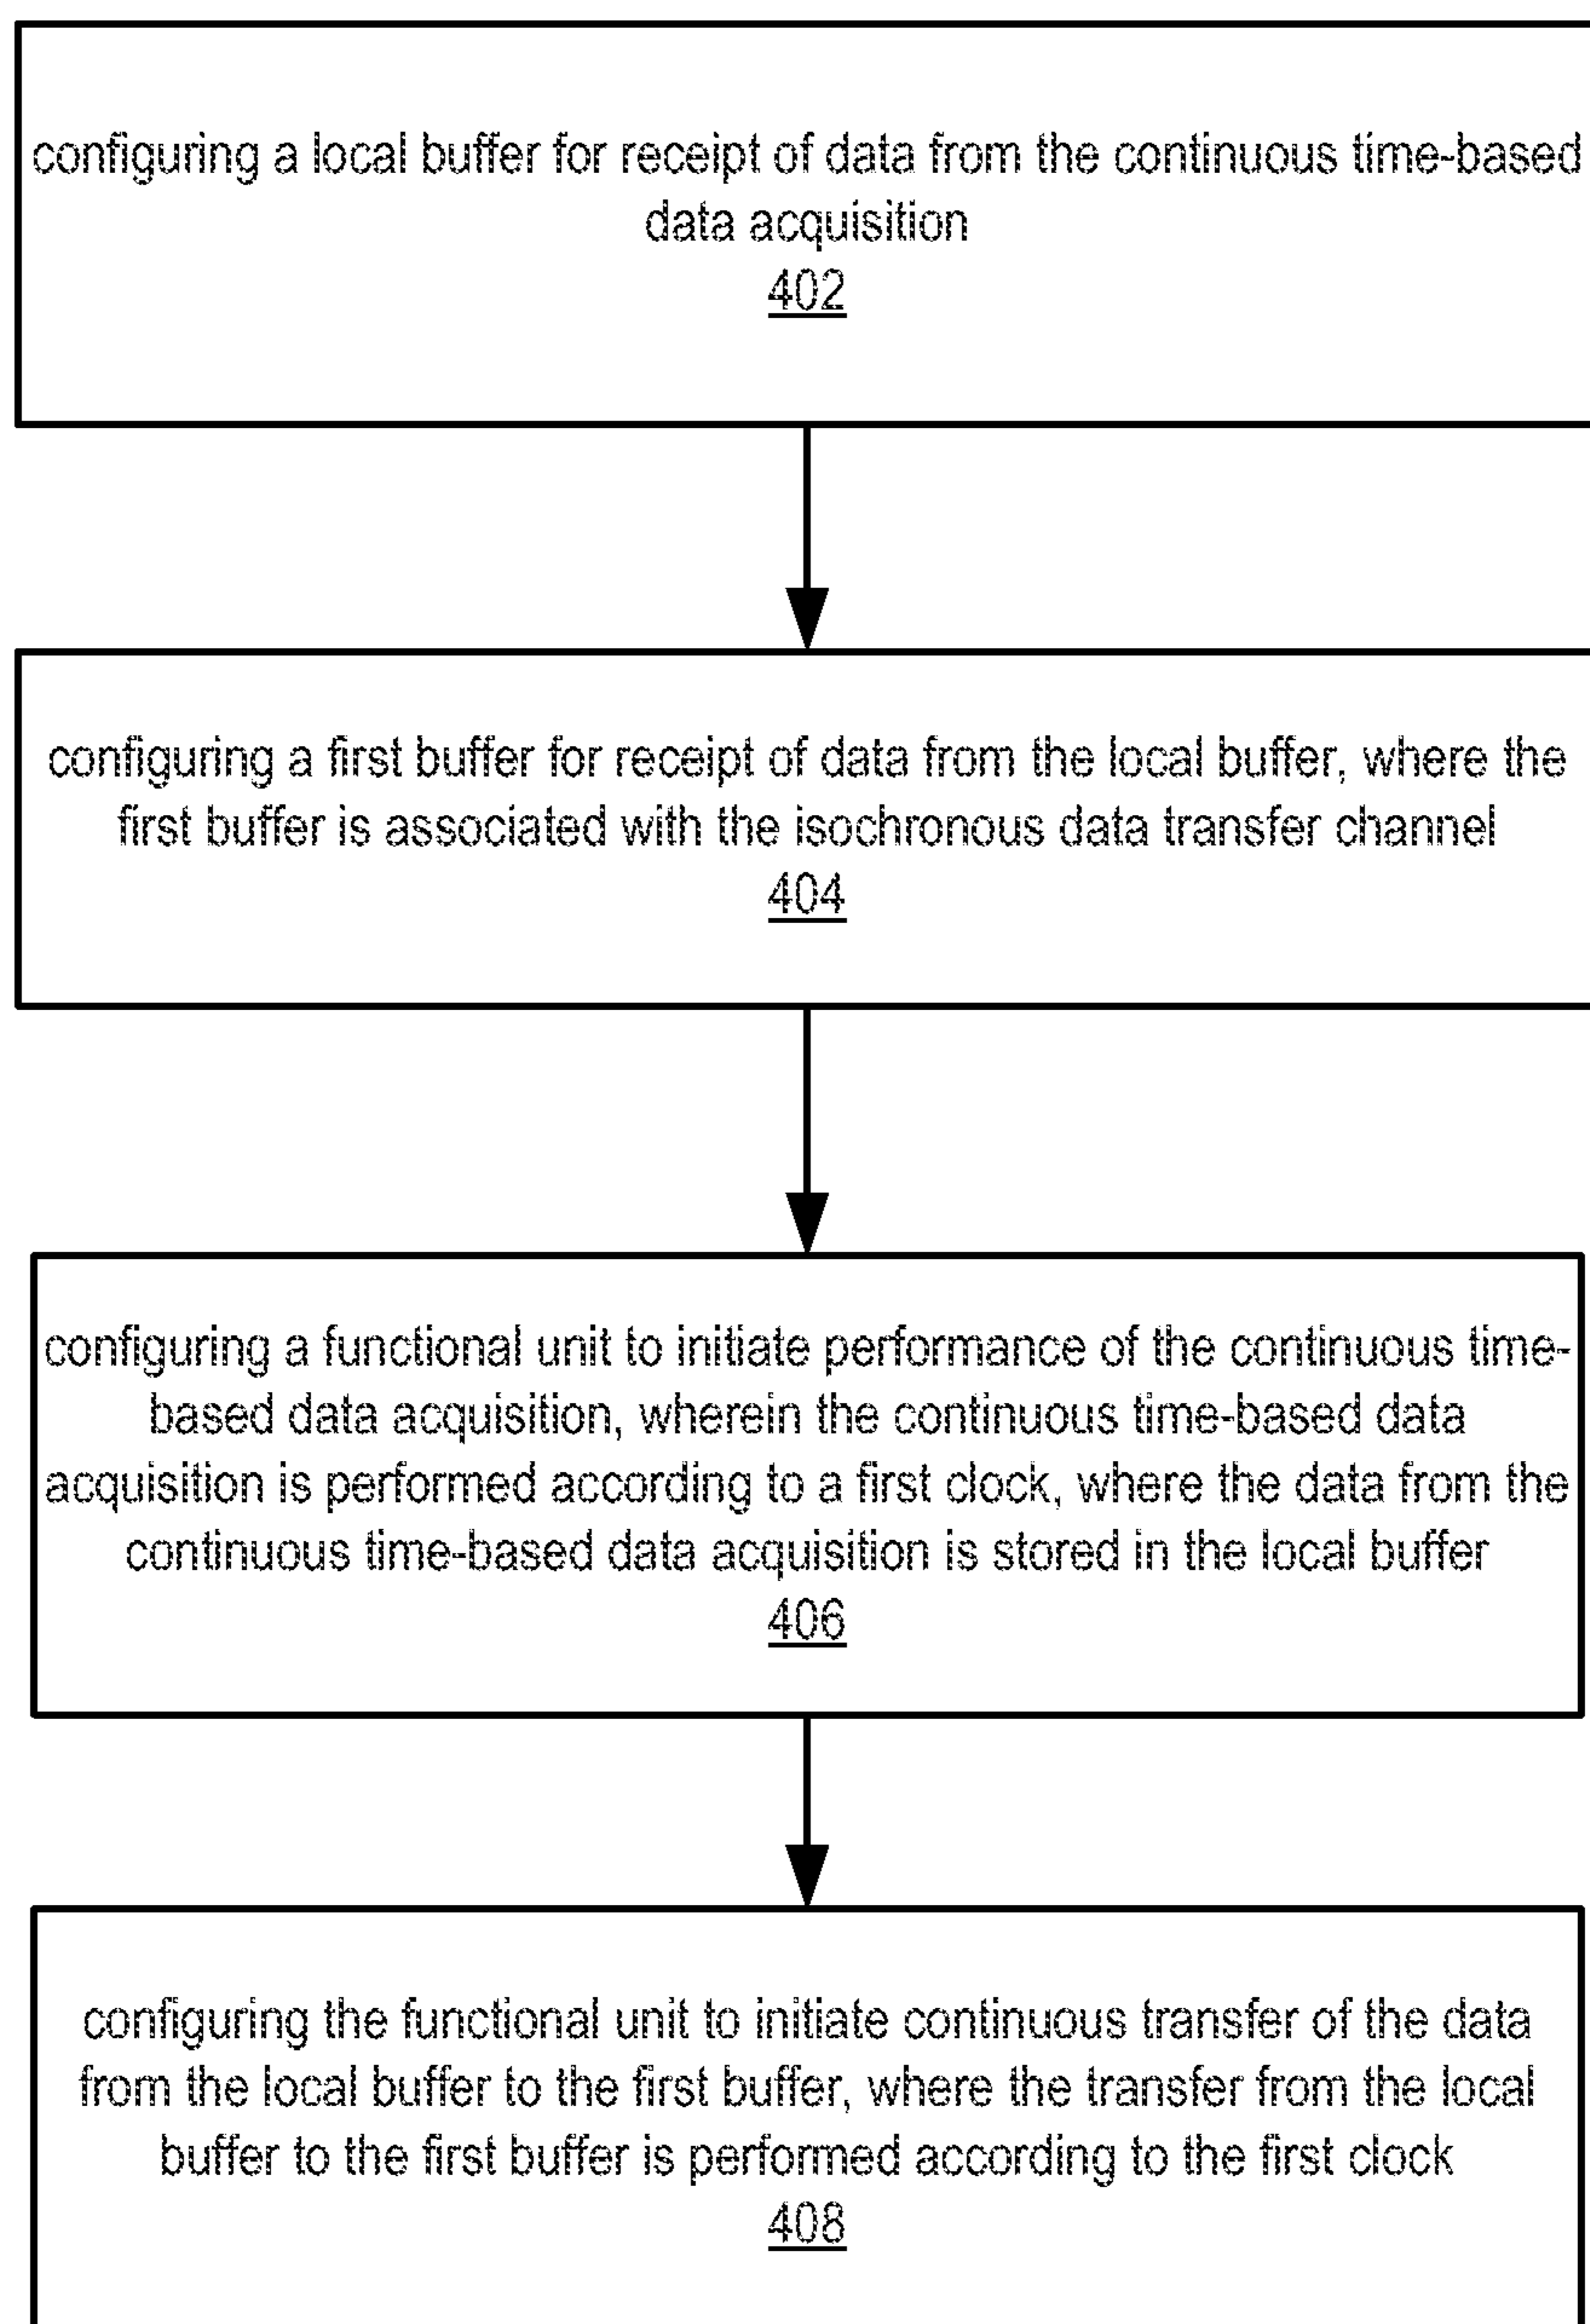 configuring a local buffer for receipt of data from the continuous time-based
data acquisition
402
configuring a first buffer for receipt of data from the local buffer, where the
first buffer is associated with the isochronous data transfer channel
404
configuring a functional unit to initiate performance of the continuous time-
based data acquisition, wherein the continuous time-based data
acquisition is performed according to a first clock, where the data from the
continuous time-based data acquisition is stored in the local buffer
406
configuring the functional unit to initiate continuous transfer of the data
from the local buffer to the first buffer, where the transfer from the local
buffer to the first buffer is performed according to the first clock
408